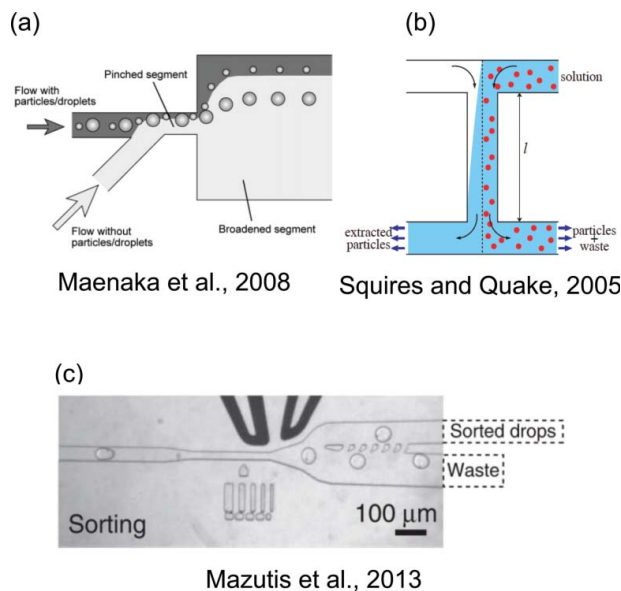 (a)
Pinched segment
Flow with
particles/droplets
Flow without
particles/droplets
Broadened segment
Maenaka et al., 2008
(b)
solution
l
extracted
particles
particles
+
waste
Squires and Quake, 2005
(c)
Sorted drops
Waste
Sorting
100 μm
Mazutis et al., 2013